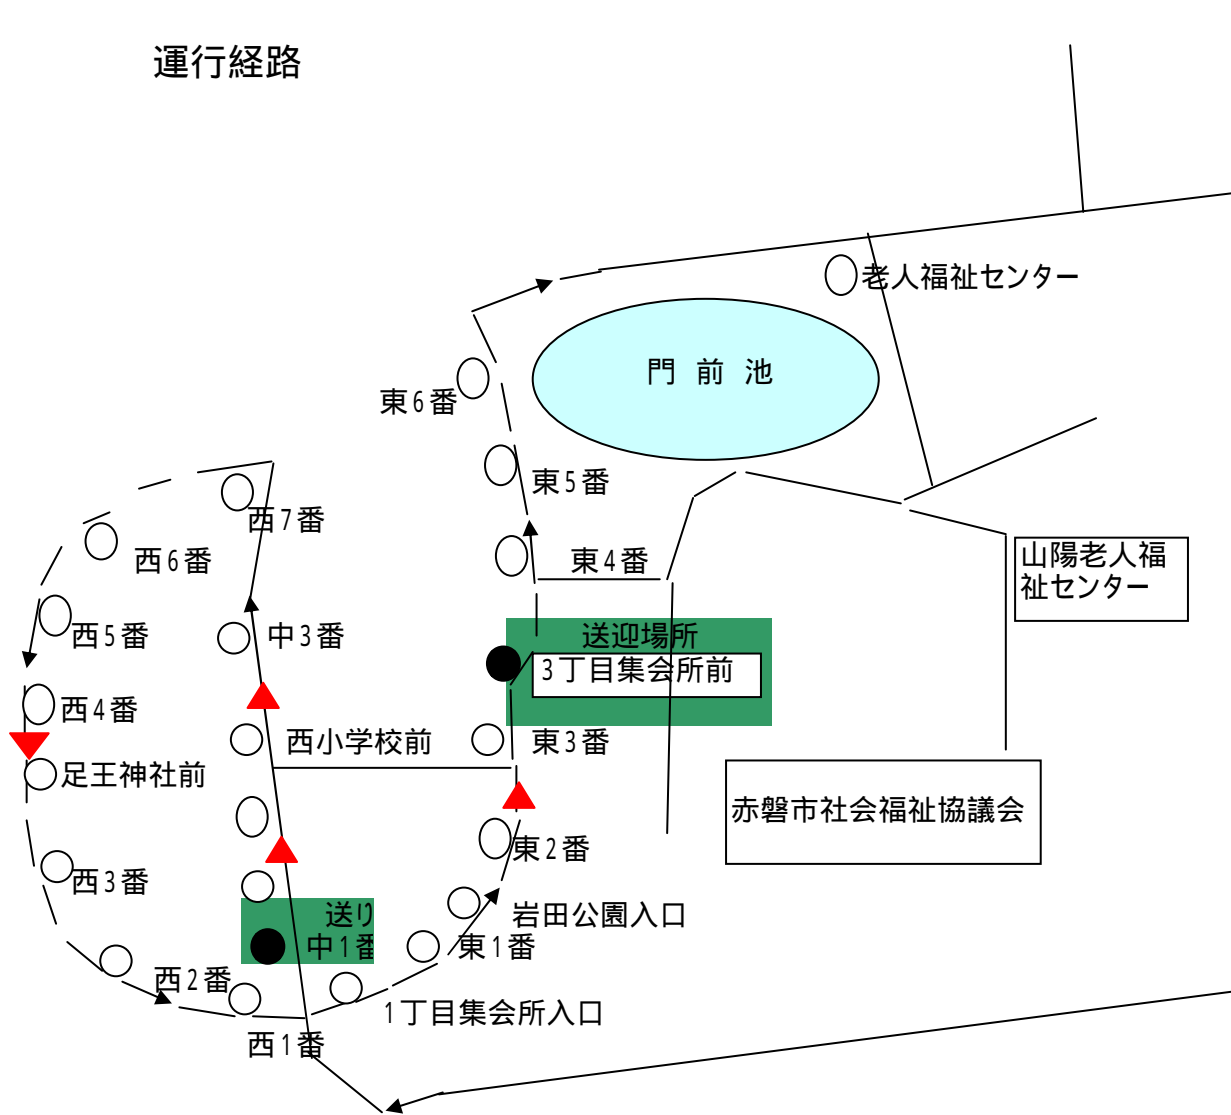 運行経路
老人福祉センター
門 前 池
東6番
東5番
西7番
西6番
東4番
山陽老人福
祉センター
西5番
中3番
送迎場所
3丁目集会所前
西4番
西小学校前
東3番
足王神社前
赤磐市社会福祉協議会
東2番
西3番
送り
岩田公園入口
中1番
東1番
西2番
1丁目集会所入口
西1番